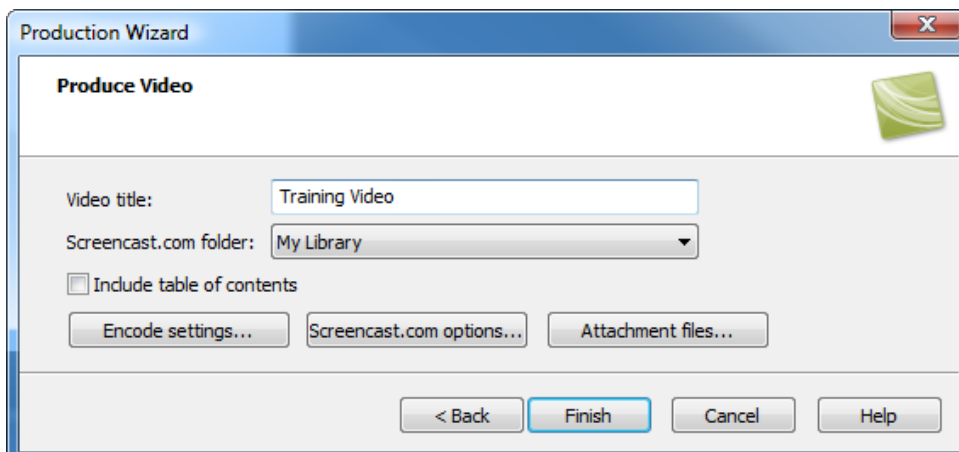 Production Wizard
Produce Video
Video title: Training Video
Screencast.com folder: My Library
Include table of contents
Encode settings... Screencast.com options... Attachment files...
< Back Finish Cancel Help